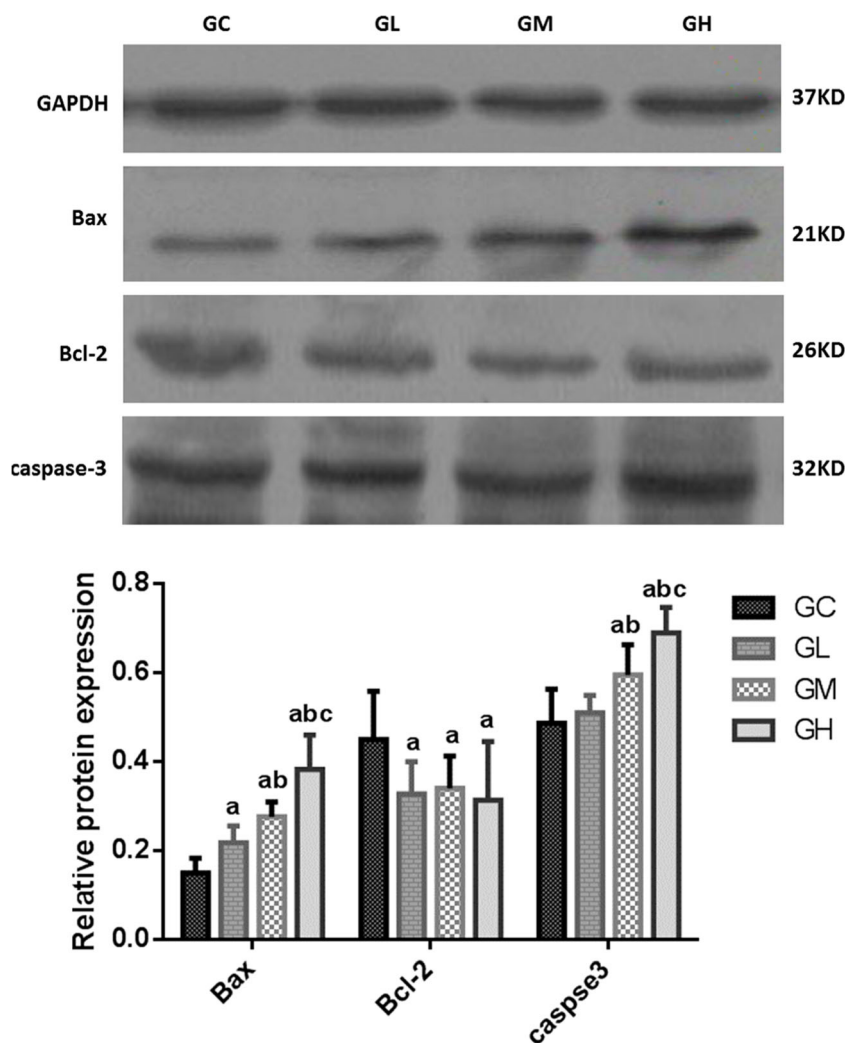 GC GL GM GH
GAPDH 37KD
Bax 21KD
Bcl-2 26KD
caspase-3 32KD
Relative protein expression
0.8
0.6
0.4
0.2
0.0
a ab abc
a a a
ab abc
Bax Bcl-2 caspse3
GC
GL
GM
GH